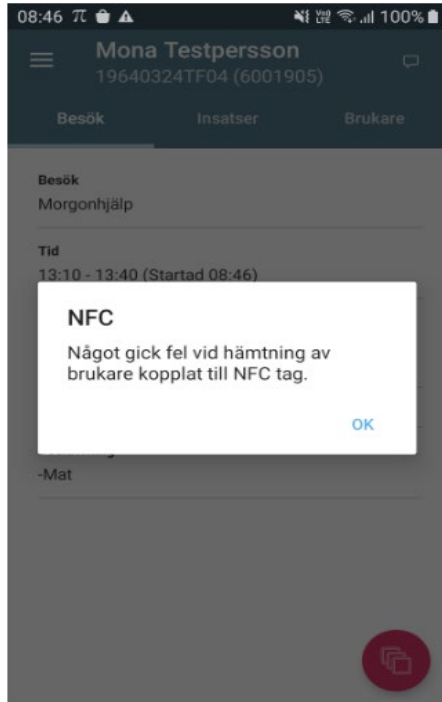 08:46 100%
Mona Testpersson
19640324TF04 (6001905)
Besök Insatser Brukare
Besök
Morgonhjälp
Tid
13:10 - 13:40 (Startad 08:46)
NFC
Något gick fel vid hämtning av
brukare kopplat till NFC tag.
OK
-Mat